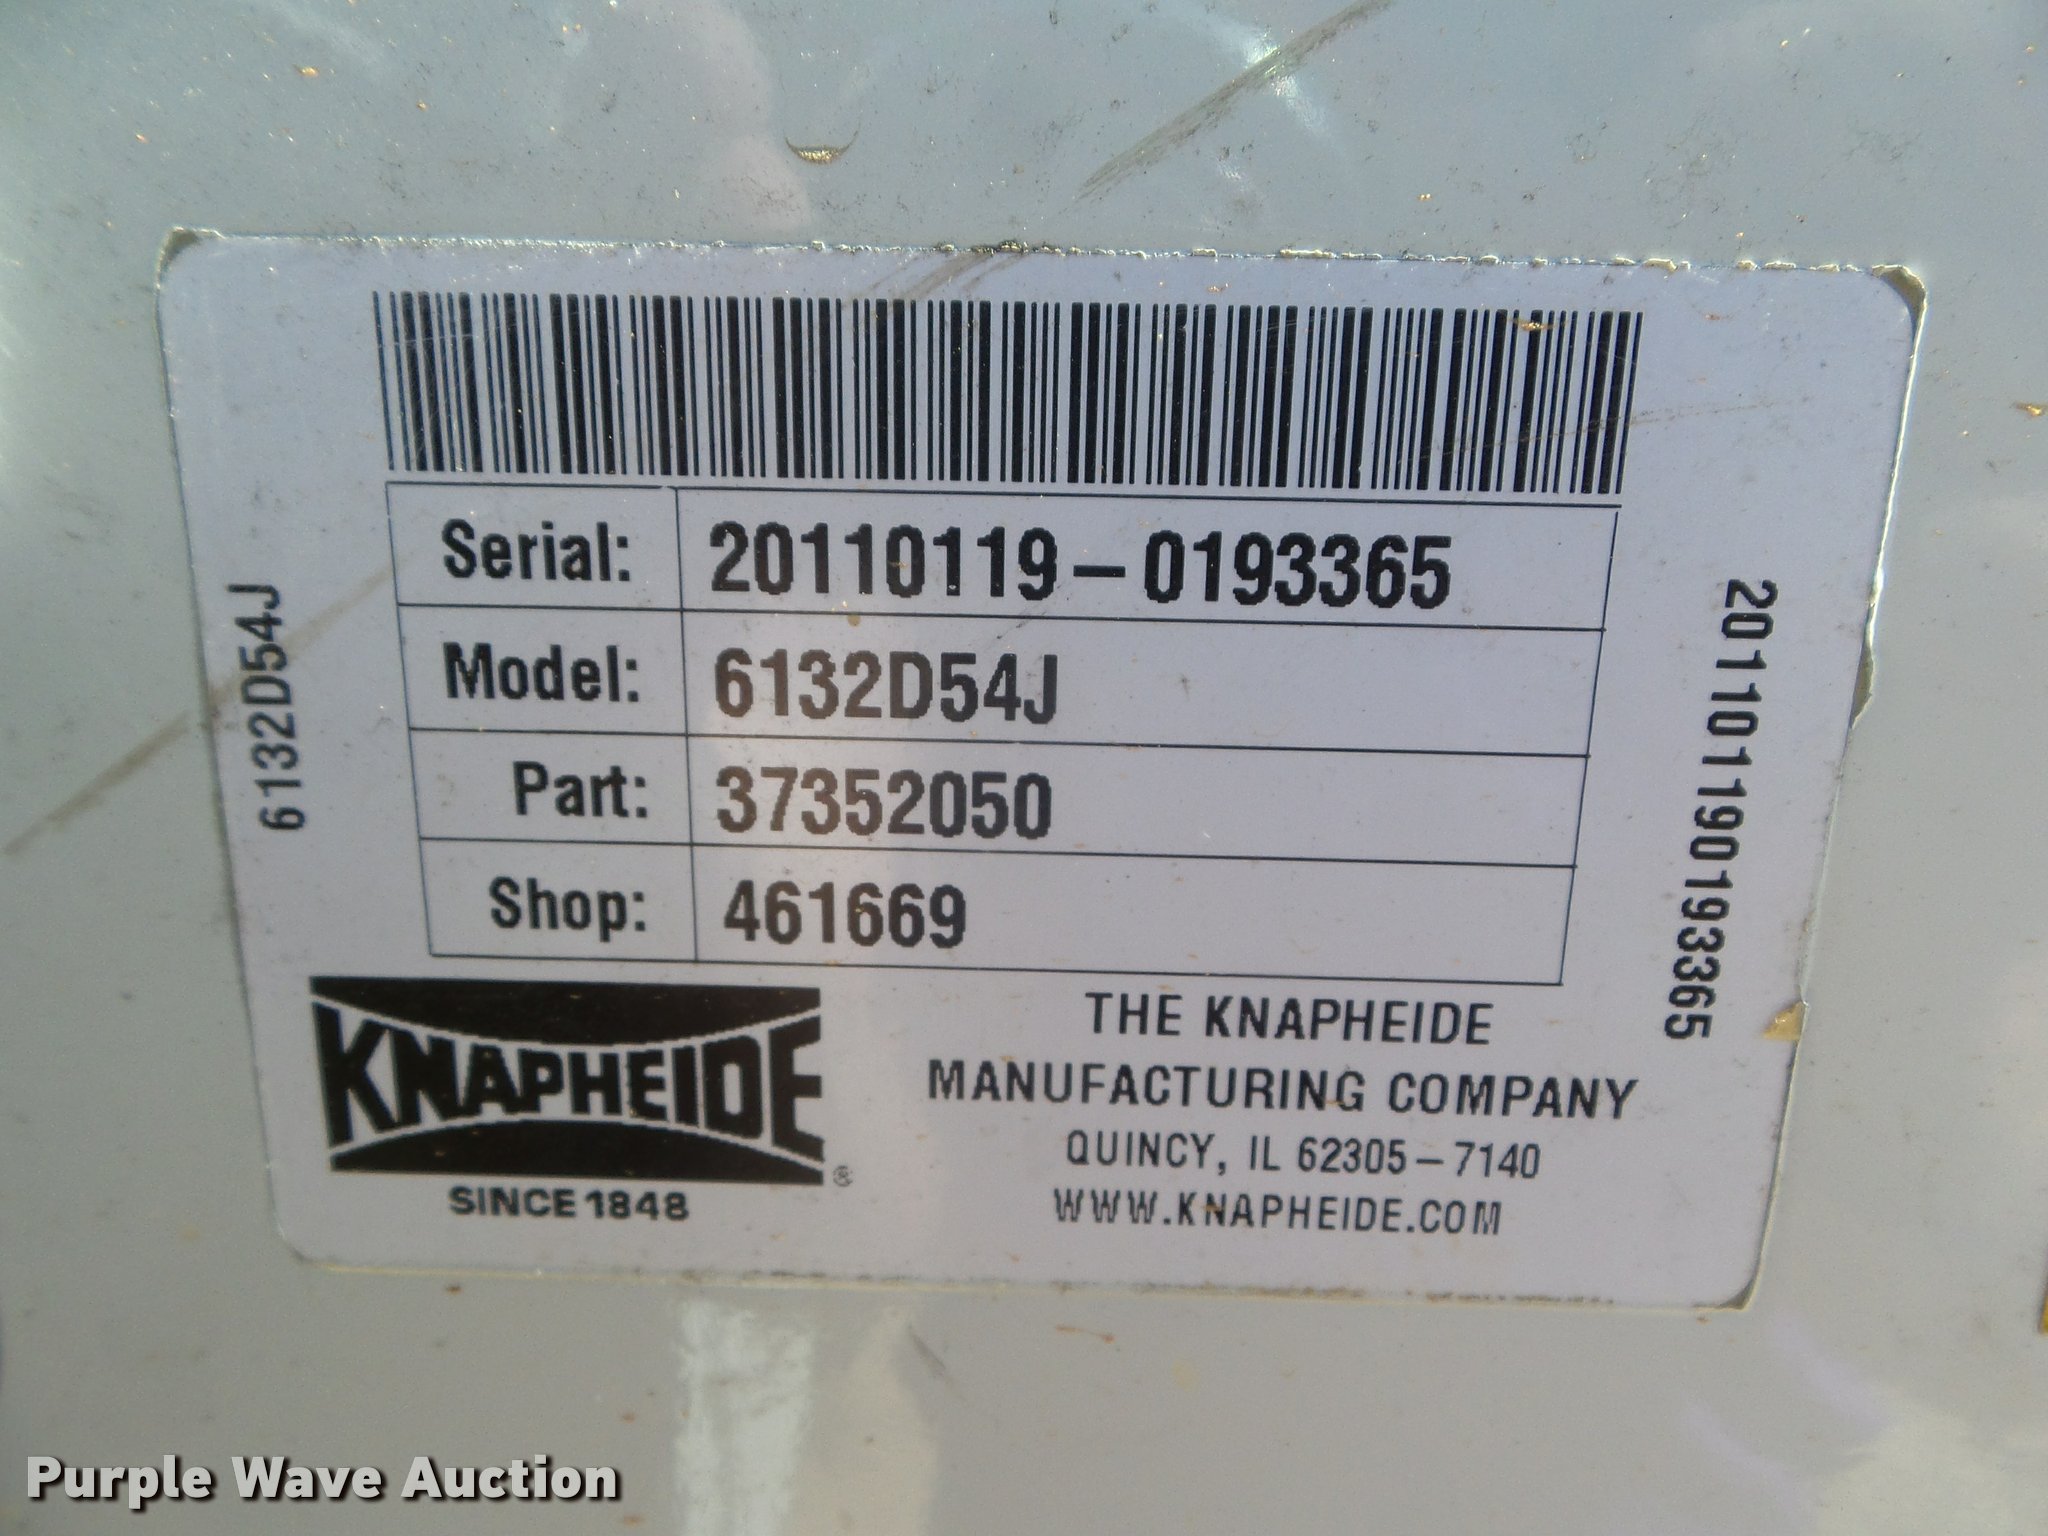 Serial: 20110119-0193365
Model: 6132D54J
Part: 37352050
Shop: 461669
6132D54J
201101190193365
KNAPHEIDE ®
SINCE 1848
THE KNAPHEIDE
MANUFACTURING COMPANY
QUINCY, IL 62305-7140
WWW.KNAPHEIDE.COM
Purple Wave Auction